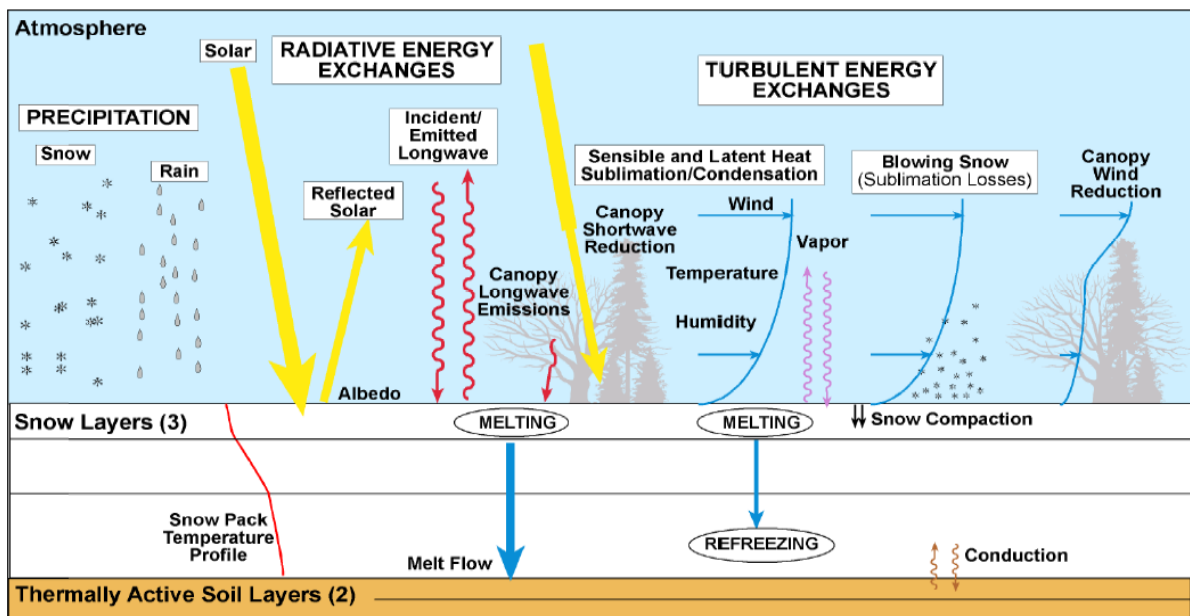 Atmosphere
Solar
RADIATIVE ENERGY
EXCHANGES
TURBULENT ENERGY
EXCHANGES
PRECIPITATION
Snow
Rain
Reflected
Solar
Incident/
Emitted
Longwave
Canopy
Longwave
Emissions
Canopy
Shortwave
Reduction
Sensible and Latent Heat
Sublimation/Condensation
Wind
Vapor
Temperature
Humidity
Blowing Snow
(Sublimation Losses)
Canopy
Wind
Reduction
Albedo
Snow Layers (3)
MELTING
MELTING
Snow Compaction
Snow Pack
Temperature
Profile
Melt Flow
REFREEZING
Conduction
Thermally Active Soil Layers (2)